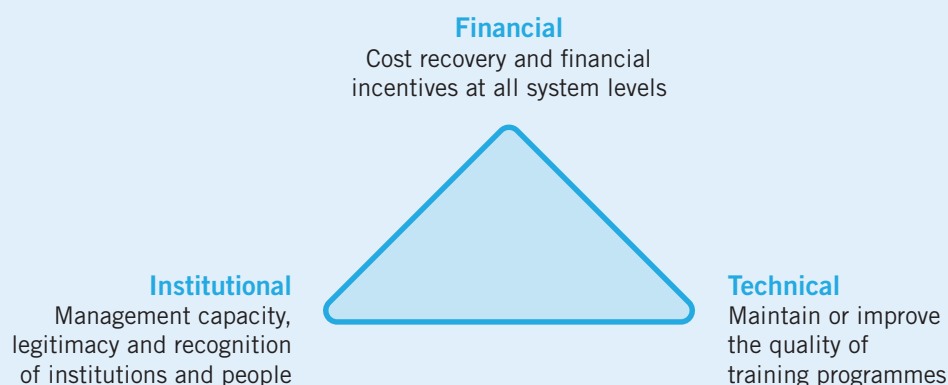 Financial
Cost recovery and financial
incentives at all system levels
Institutional
Management capacity,
legitimacy and recognition
of institutions and people
Technical
Maintain or improve
the quality of
training programmes